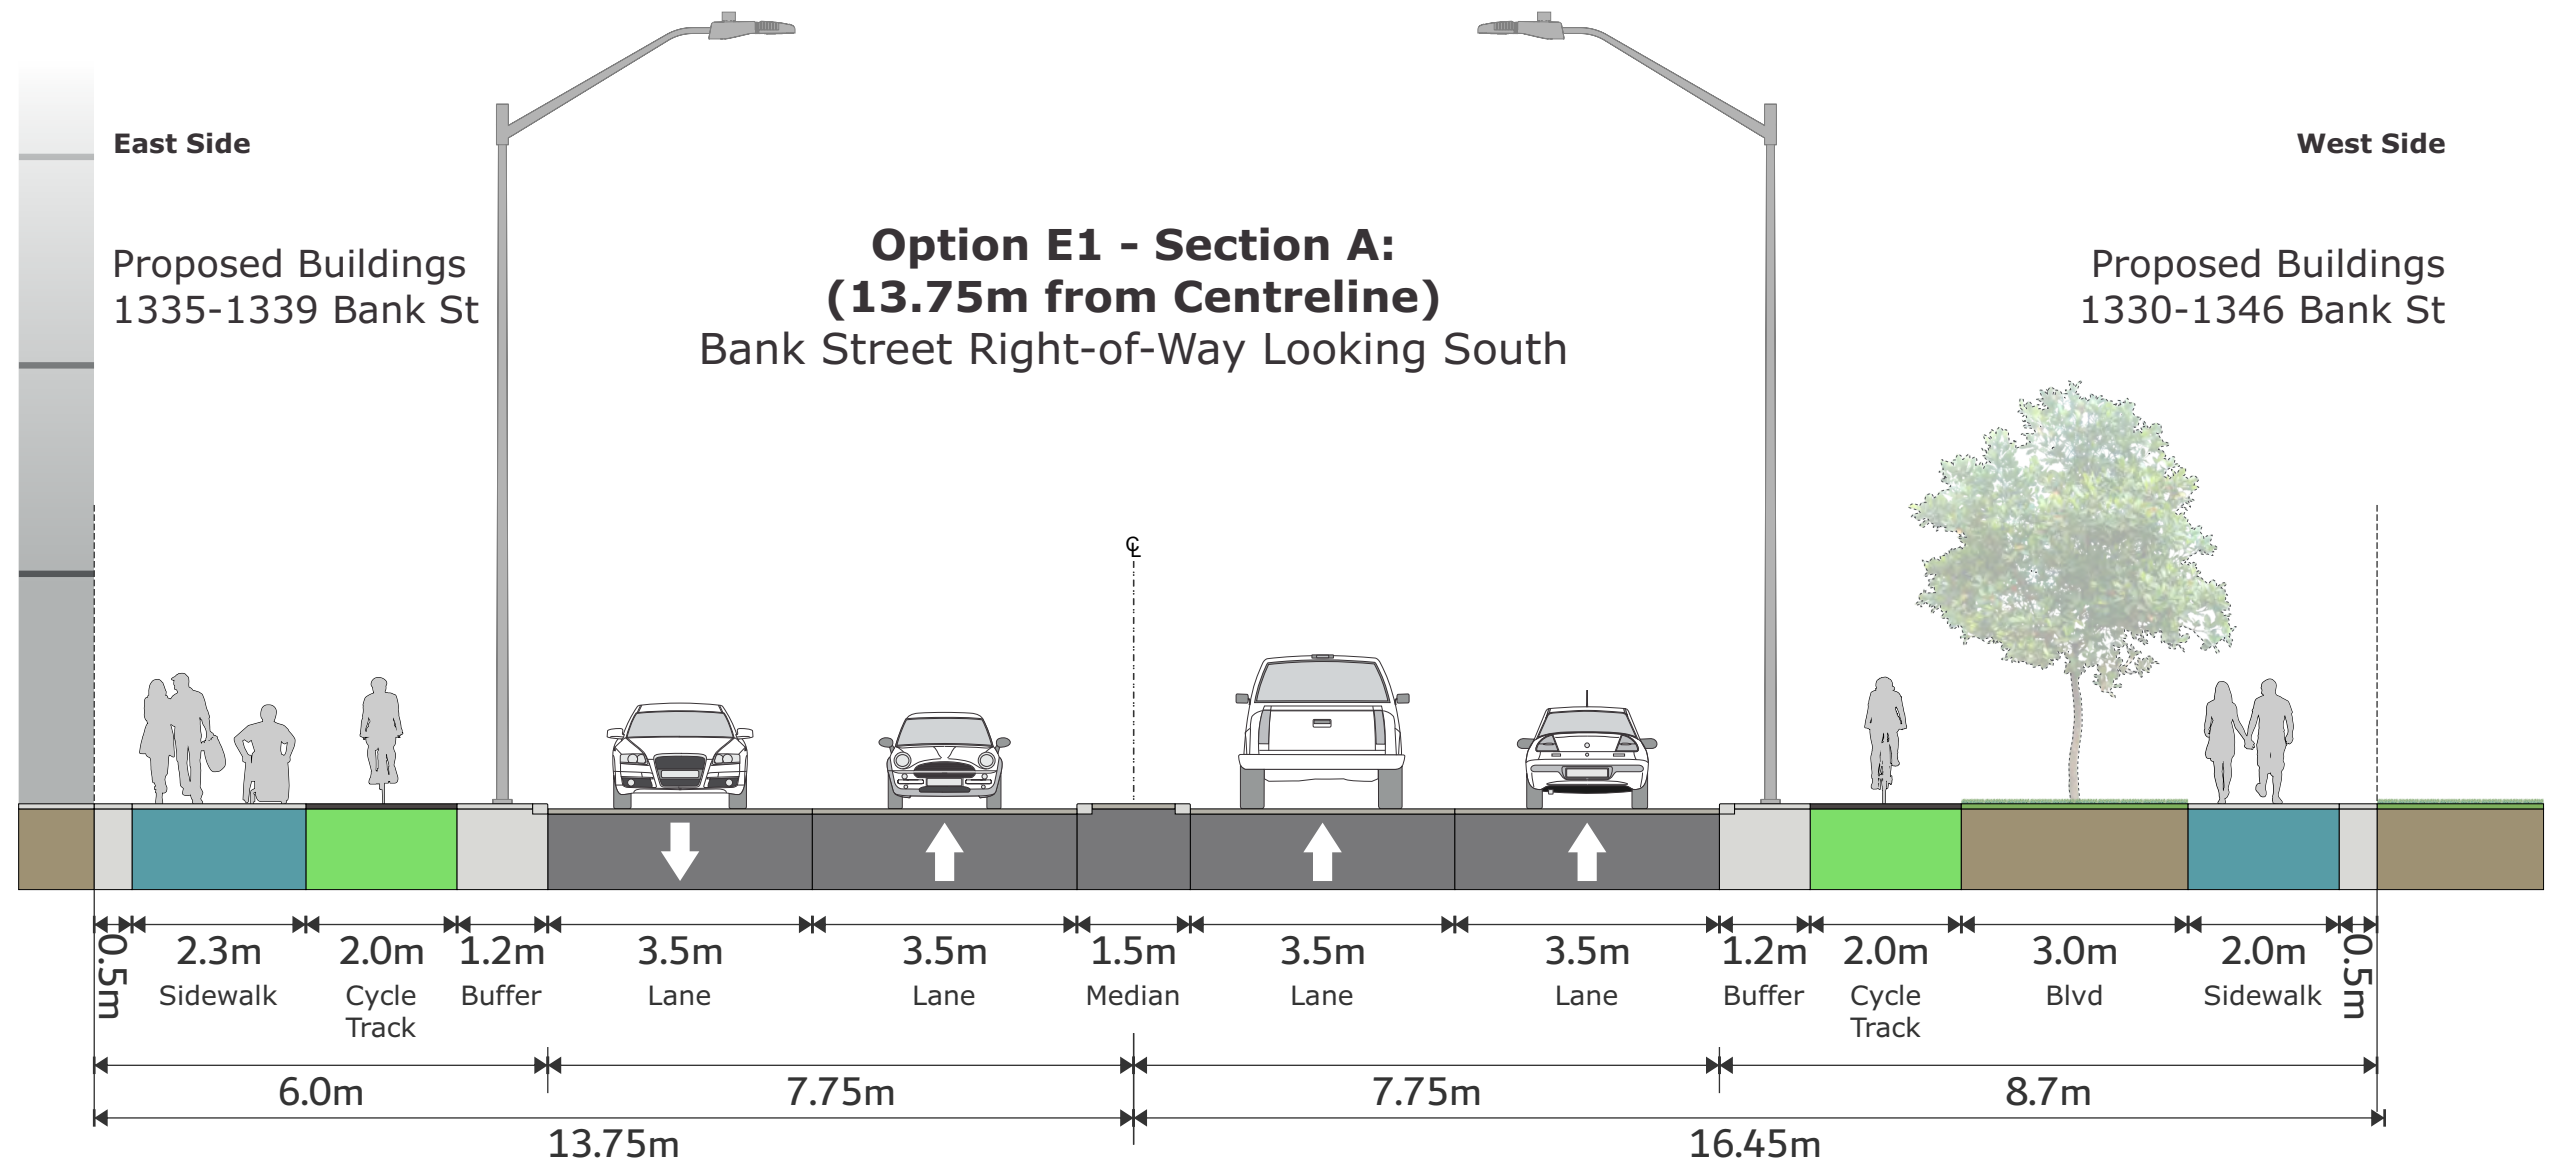 East Side
West Side
Proposed Buildings
1335-1339 Bank St
Option E1 - Section A:
(13.75m from Centreline)
Bank Street Right-of-Way Looking South
Proposed Buildings
1330-1346 Bank St
℄
0.5m
2.3m
Sidewalk
2.0m
Cycle
Track
1.2m
Buffer
3.5m
Lane
3.5m
Lane
1.5m
Median
3.5m
Lane
3.5m
Lane
1.2m
Buffer
2.0m
Cycle
Track
3.0m
Blvd
2.0m
Sidewalk
0.5m
6.0m
7.75m
7.75m
8.7m
13.75m
16.45m